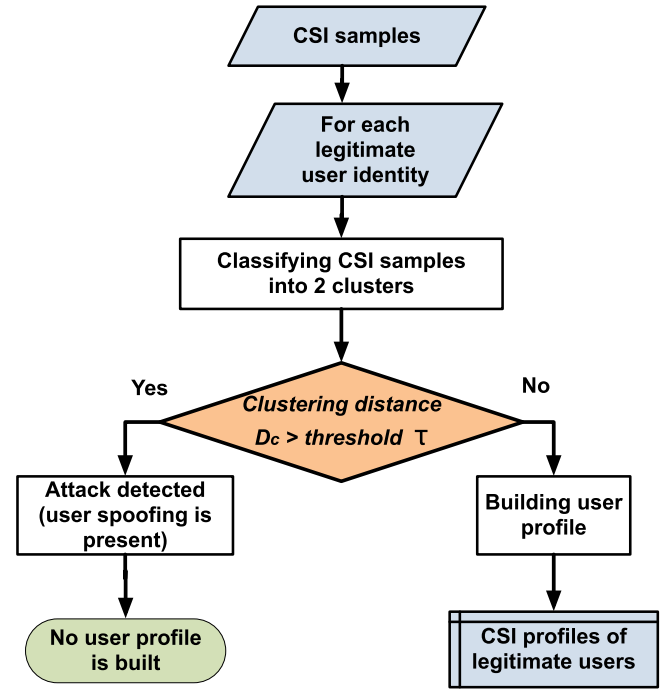 CSI samples
For each
legitimate
user identity
Classifying CSI samples
into 2 clusters
Yes
No
Clustering distance
Dc > threshold τ
Attack detected
(user spoofing is
present)
Building user
profile
No user profile
is built
CSI profiles of
legitimate users